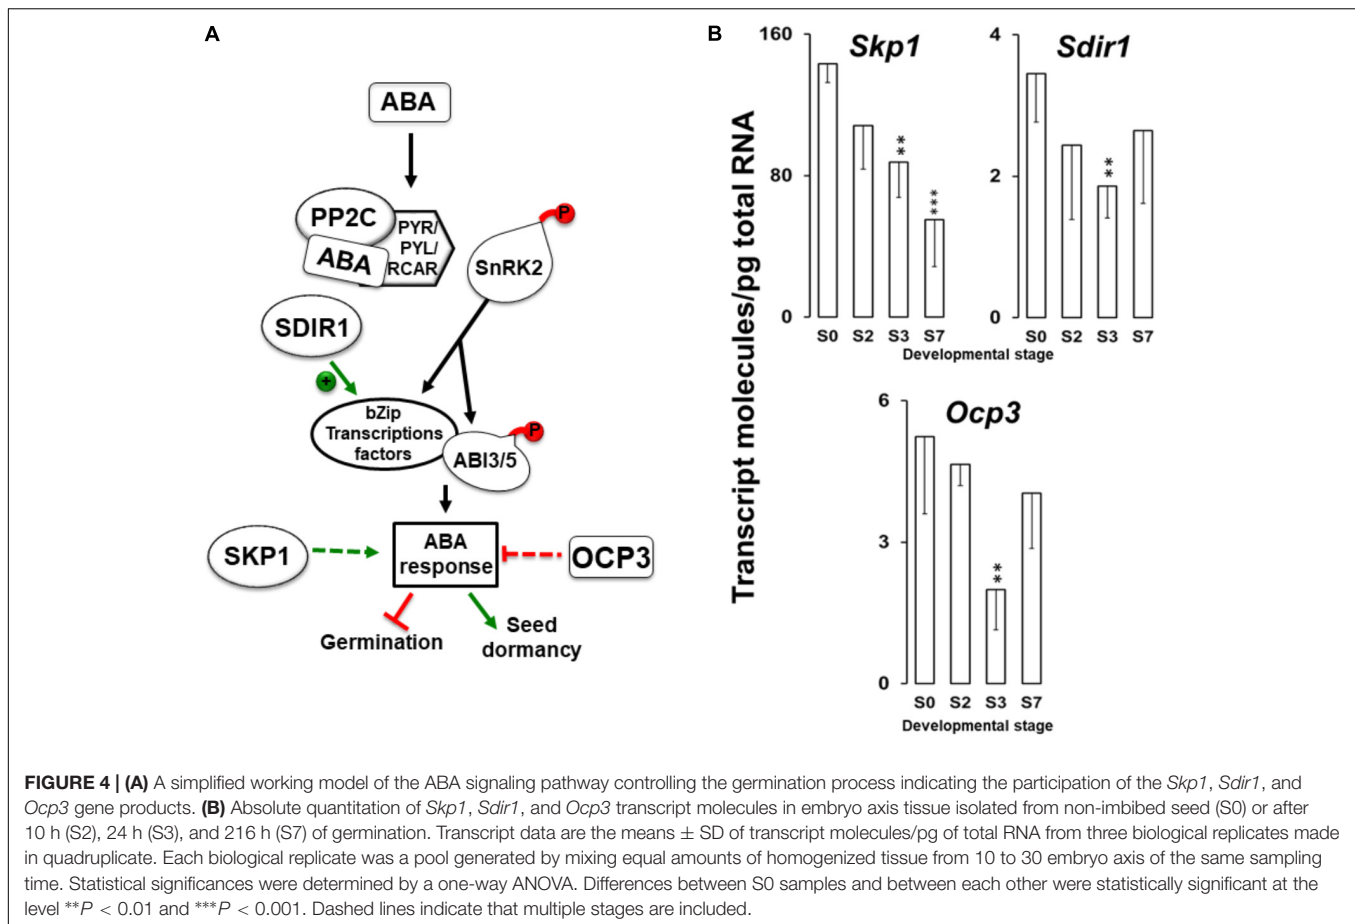 A
ABA
PP2C
ABA
PYR/
PYL/
RCAR
P
SnRK2
SDIR1
+
bZip
Transcriptions
factors
P
ABI3/5
SKP1
ABA
response
OCP3
Germination
Seed
dormancy
B
Transcript molecules/pg total RNA
160
80
0
Skp1
**
***
S0 S2 S3 S7
Developmental stage
4
2
0
Sdir1
**
S0 S2 S3 S7
Developmental stage
6
3
0
Ocp3
**
S0 S2 S3 S7
Developmental stage
FIGURE 4 | (A) A simplified working model of the ABA signaling pathway controlling the germination process indicating the participation of the Skp1, Sdir1, and
Ocp3 gene products. (B) Absolute quantitation of Skp1, Sdir1, and Ocp3 transcript molecules in embryo axis tissue isolated from non-imbibed seed (S0) or after
10 h (S2), 24 h (S3), and 216 h (S7) of germination. Transcript data are the means ± SD of transcript molecules/pg of total RNA from three biological replicates made
in quadruplicate. Each biological replicate was a pool generated by mixing equal amounts of homogenized tissue from 10 to 30 embryo axis of the same sampling
time. Statistical significances were determined by a one-way ANOVA. Differences between S0 samples and between each other were statistically significant at the
level **P < 0.01 and ***P < 0.001. Dashed lines indicate that multiple stages are included.